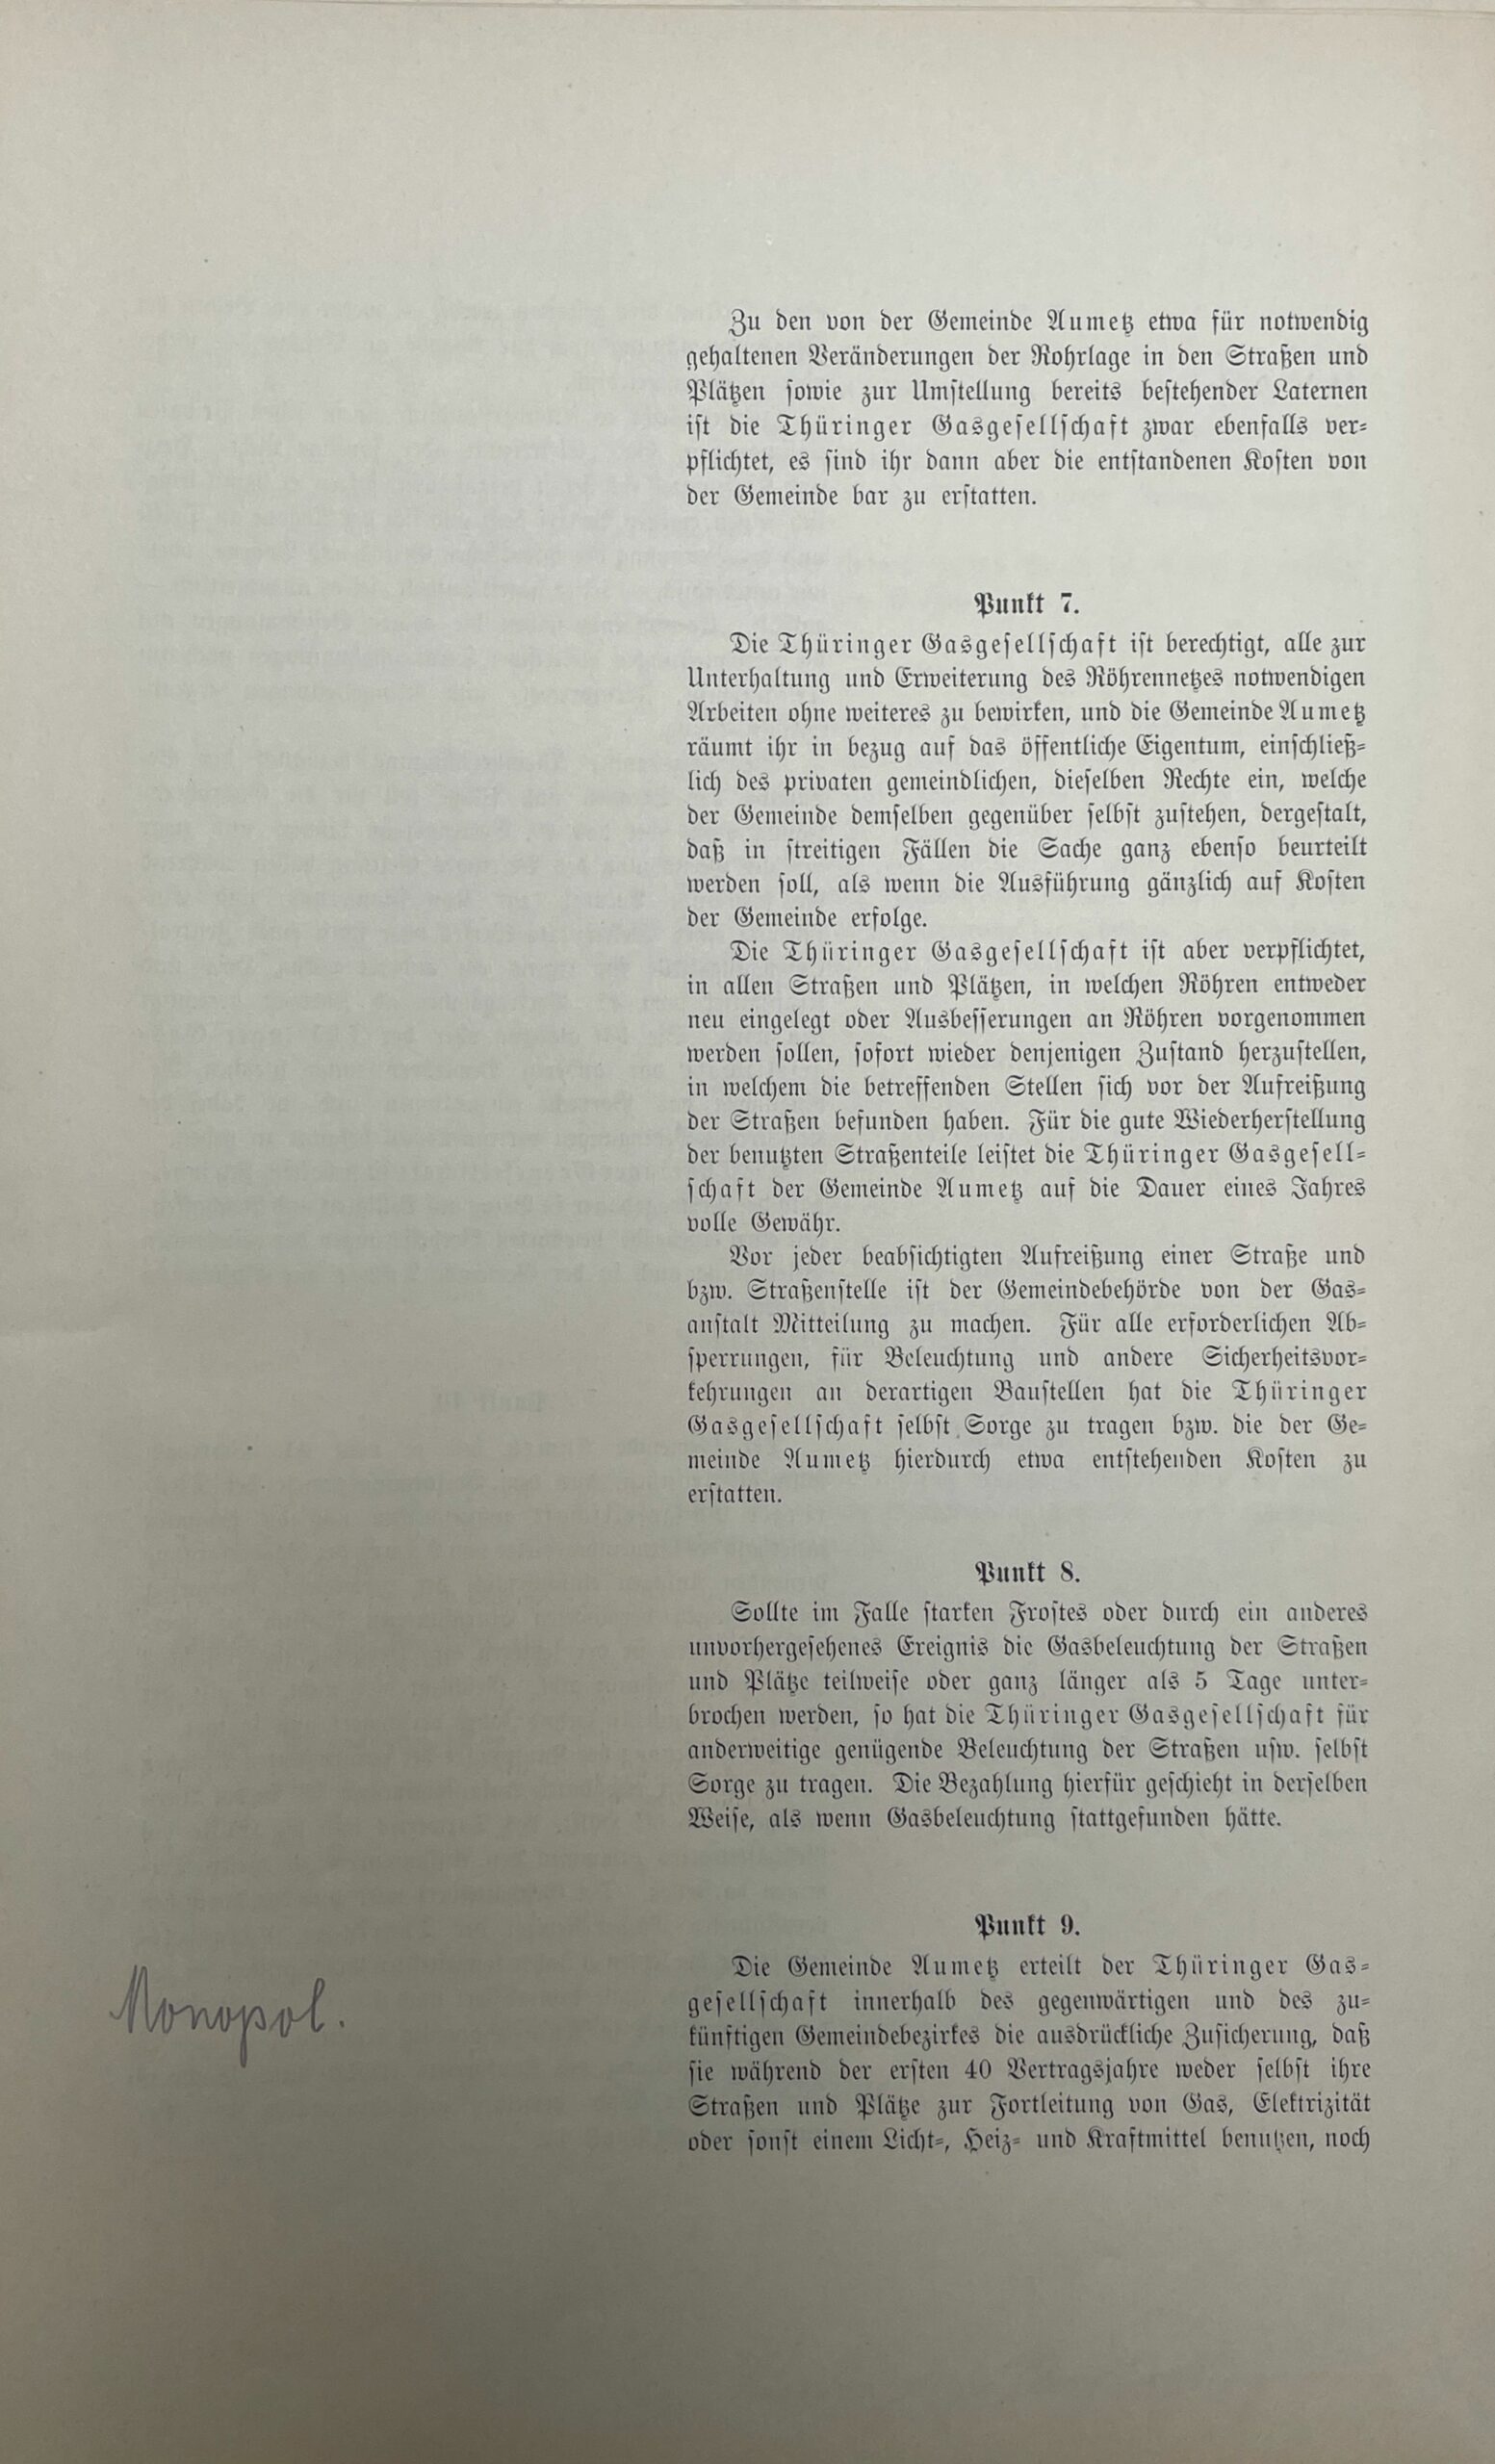 Zu den von der Gemeinde Aumetz etwa für notwendig
gehaltenen Veränderungen der Rohrlage in den Straßen und
Plätzen sowie zur Umstellung bereits bestehender Laternen
ist die Thüringer Gasgesellschaft zwar ebenfalls ver-
pflichtet, es sind ihr dann aber die entstandenen Kosten von
der Gemeinde bar zu erstatten.
Punkt 7.
Die Thüringer Gasgesellschaft ist berechtigt, alle zur
Unterhaltung und Erweiterung des Röhrennetzes notwendigen
Arbeiten ohne weiteres zu bewirken, und die Gemeinde Aumetz
räumt ihr in bezug auf das öffentliche Eigentum, einschließ-
lich des privaten gemeindlichen, dieselben Rechte ein, welche
der Gemeinde demselben gegenüber selbst zustehen, dergestalt,
daß in streitigen Fällen die Sache ganz ebenso beurteilt
werden soll, als wenn die Ausführung gänzlich auf Kosten
der Gemeinde erfolge.
Die Thüringer Gasgesellschaft ist aber verpflichtet,
in allen Straßen und Plätzen, in welchen Röhren entweder
neu eingelegt oder Ausbesserungen an Röhren vorgenommen
werden sollen, sofort wieder denjenigen Zustand herzustellen,
in welchem die betreffenden Stellen sich vor der Aufreißung
der Straßen befunden haben. Für die gute Wiederherstellung
der benutzten Straßenteile leistet die Thüringer Gasgesell-
schaft der Gemeinde Aumetz auf die Dauer eines Jahres
volle Gewähr.
Vor jeder beabsichtigten Aufreißung einer Straße und
bzw. Straßenstelle ist der Gemeindebehörde von der Gas-
anstalt Mitteilung zu machen. Für alle erforderlichen Ab-
sperrungen, für Beleuchtung und andere Sicherheitsvor-
kehrungen an derartigen Baustellen hat die Thüringer
Gasgesellschaft selbst Sorge zu tragen bzw. die der Ge-
meinde Aumetz hierdurch etwa entstehenden Kosten zu
erstatten.
Punkt 8.
Sollte im Falle starken Frostes oder durch ein anderes
unvorhergesehenes Ereignis die Gasbeleuchtung der Straßen
und Plätze teilweise oder ganz länger als 5 Tage unter-
brochen werden, so hat die Thüringer Gasgesellschaft für
anderweitige genügende Beleuchtung der Straßen usw. selbst
Sorge zu tragen. Die Bezahlung hierfür geschieht in derselben
Weise, als wenn Gasbeleuchtung stattgefunden hätte.
Punkt 9.
Monopol.
Die Gemeinde Aumetz erteilt der Thüringer Gas-
gesellschaft innerhalb des gegenwärtigen und des zu-
künftigen Gemeindebezirkes die ausdrückliche Zusicherung, daß
sie während der ersten 40 Vertragsjahre weder selbst ihre
Straßen und Plätze zur Fortleitung von Gas, Elektrizität
oder sonst einem Licht-, Heiz- und Kraftmittel benutzen, noch